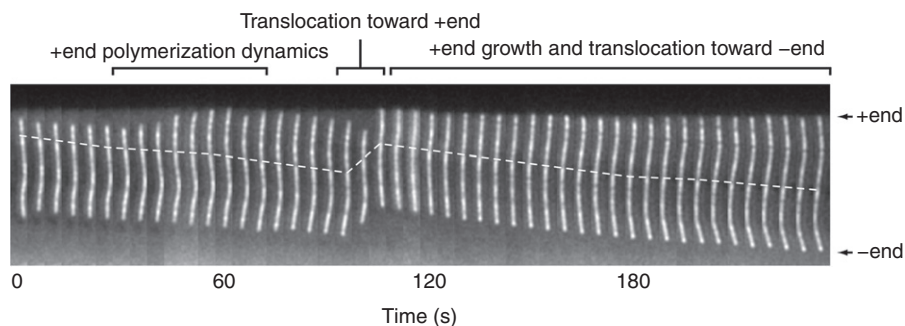 Translocation toward +end
+end polymerization dynamics
+end growth and translocation toward −end
+end
−end
0 60 120 180
Time (s)